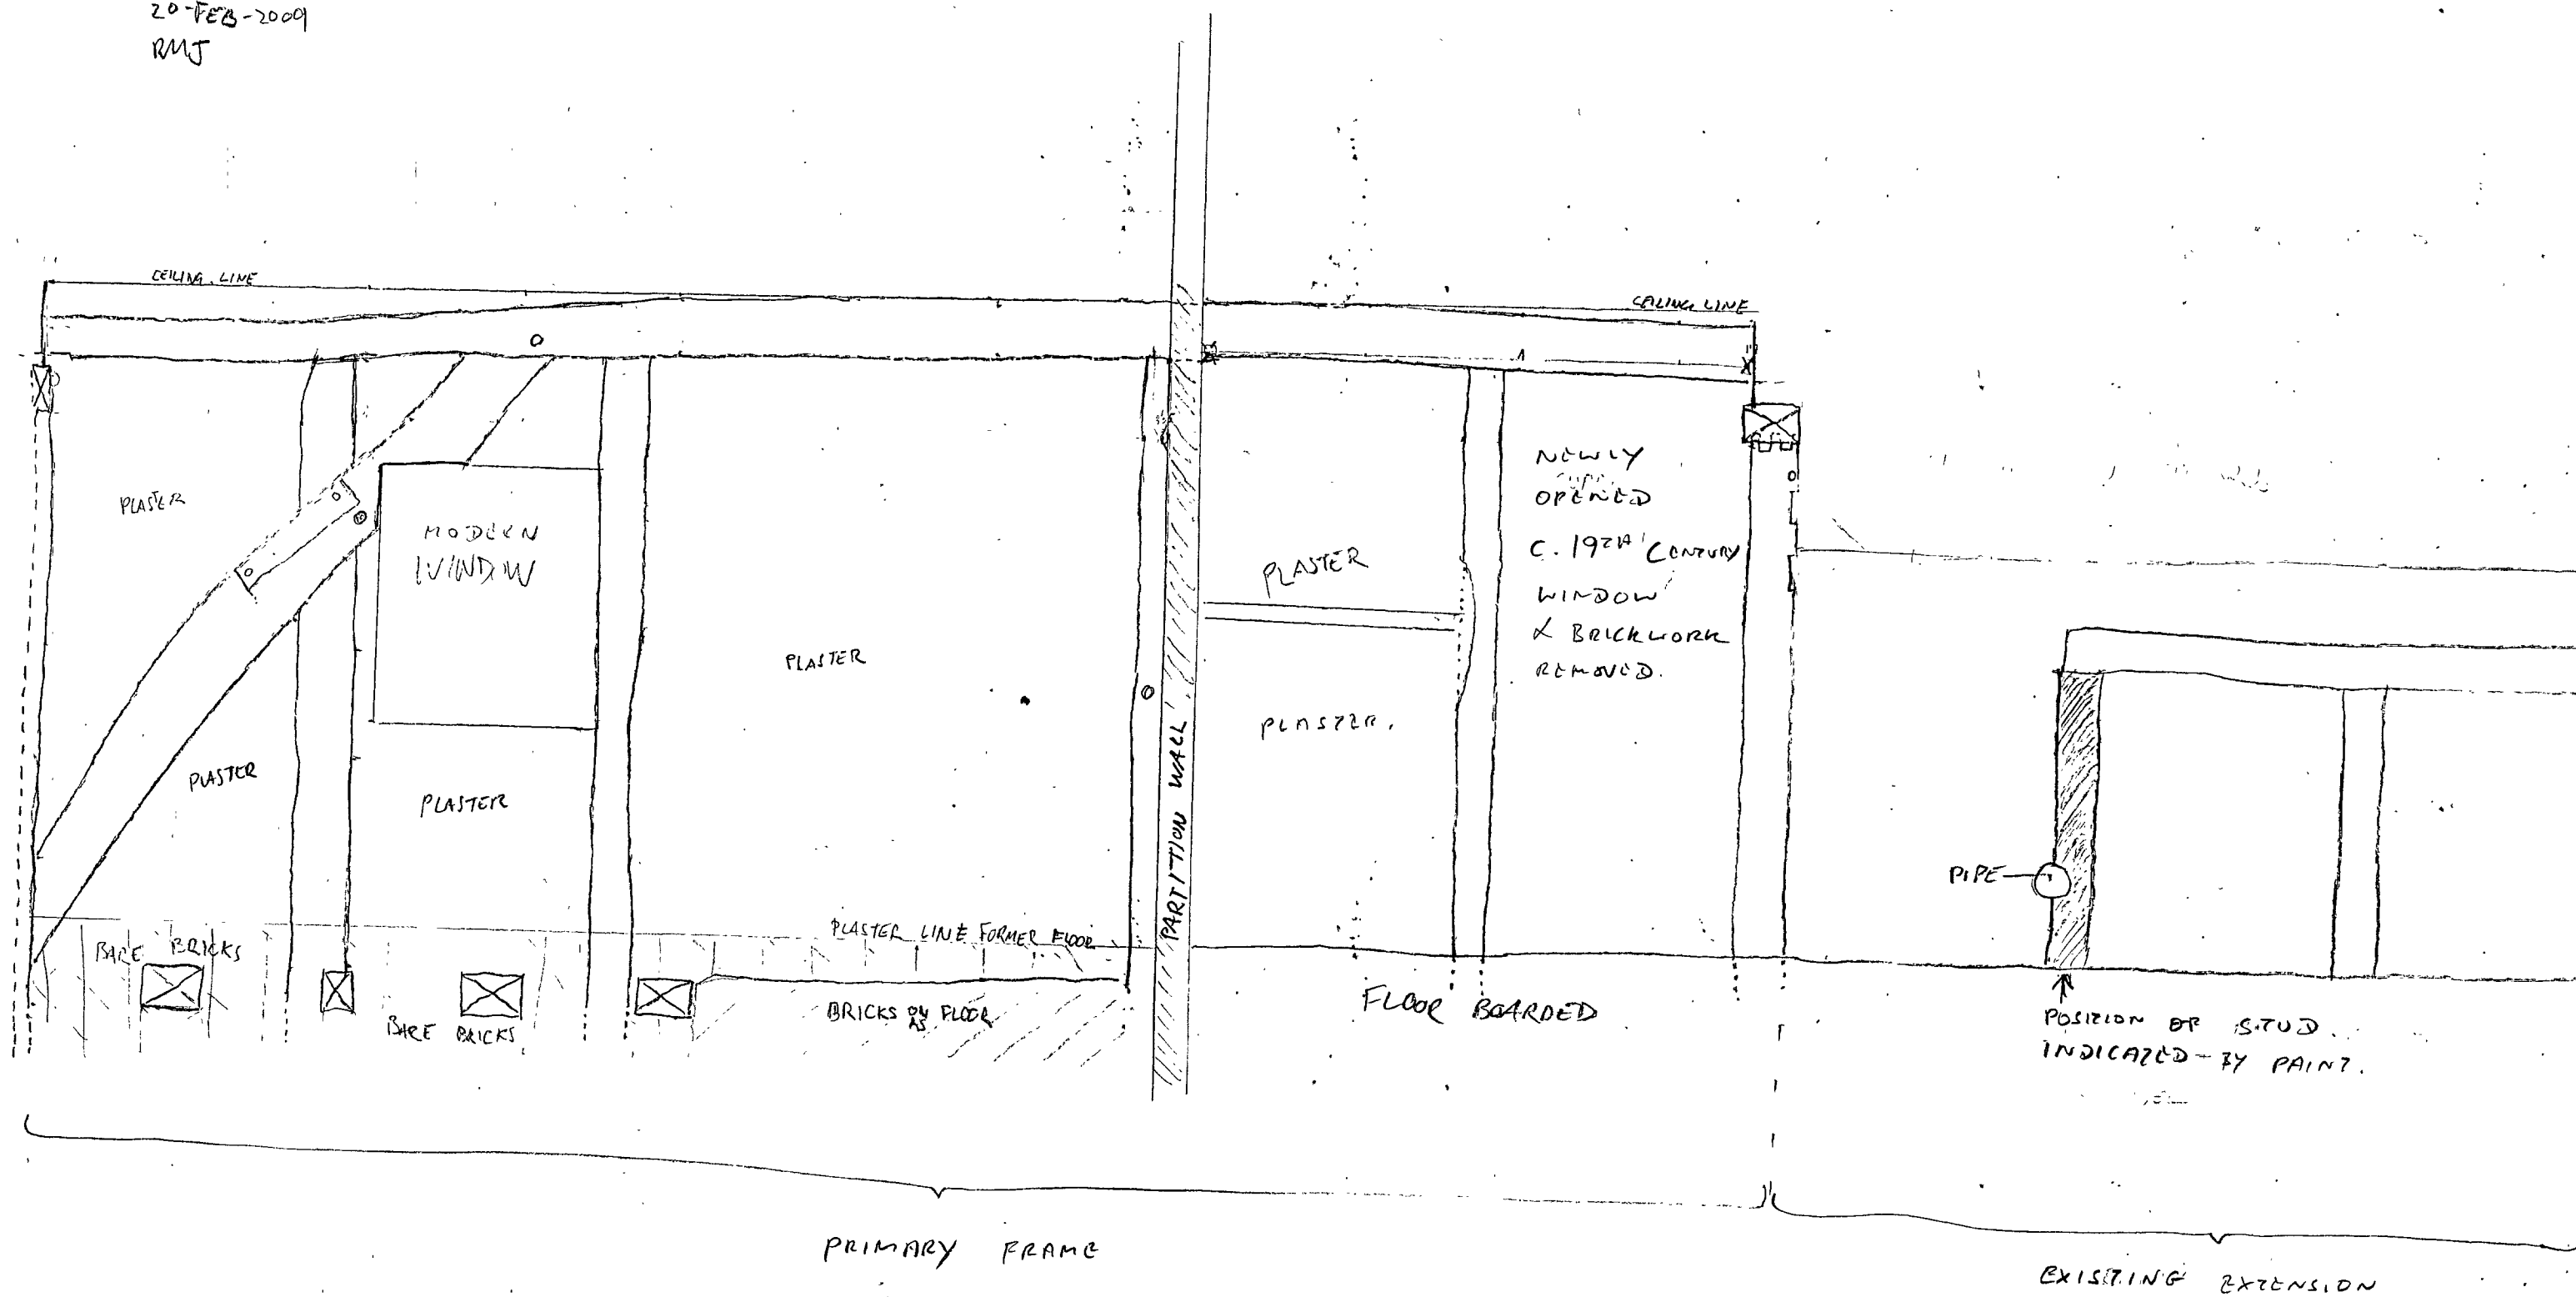 20-FEB-2009
RMJ
CEILING LINE
CEILING LINE
PLASTER
MODERN
WINDOW
NEWLY
OPENED
C. 19TH CENTURY
WINDOW
& BRICKWORK
REMOVED.
PLASTER
PLASTER
PLASTER.
PLASTER
PLASTER
PARTITION WALL
PIPE
PLASTER LINE FORMER FLOOR
BARE BRICKS
BARE BRICKS.
BRICKS ON FLOOR
AS
FLOOR BOARDED
POSITION OF STUD.
INDICATED - BY PAINT.
PRIMARY FRAME
EXISTING EXTENSION